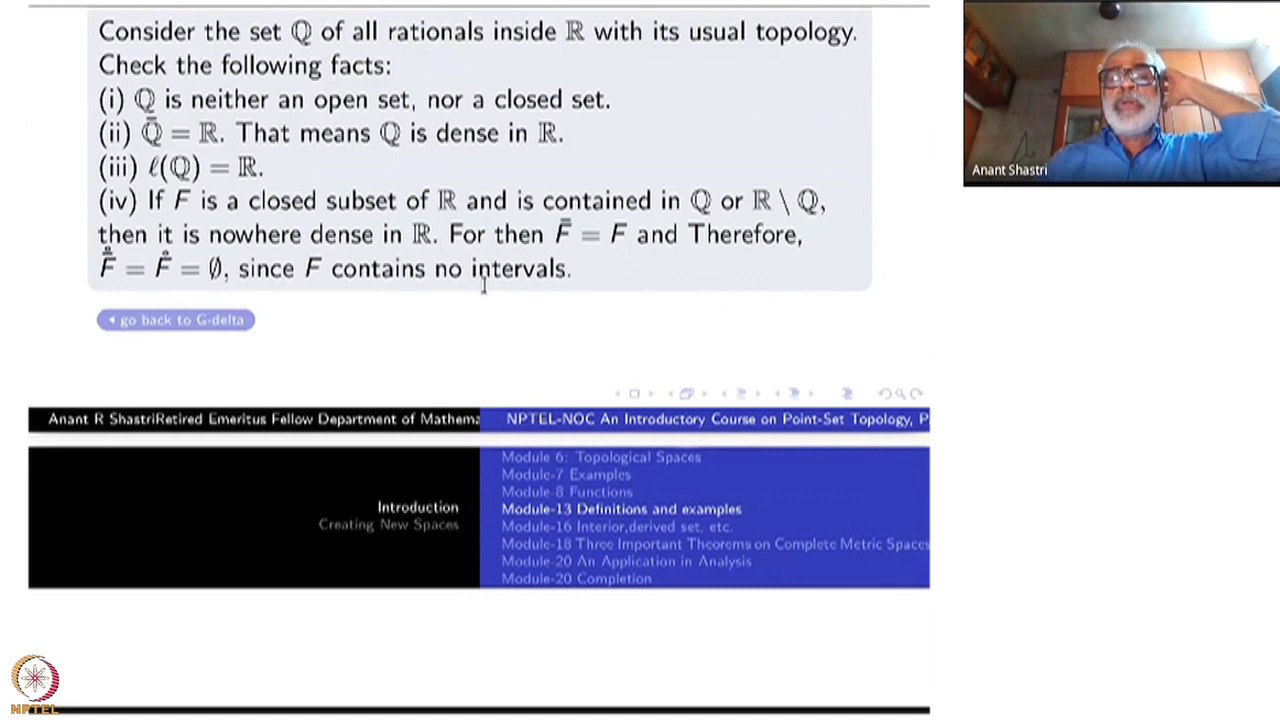 Consider the set ℚ of all rationals inside ℝ with its usual topology.
Check the following facts:
(i) ℚ is neither an open set, nor a closed set.
(ii) ℚ̄ = ℝ. That means ℚ is dense in ℝ.
(iii) ℓ(ℚ) = ℝ.
(iv) If F is a closed subset of ℝ and is contained in ℚ or ℝ \ ℚ,
then it is nowhere dense in ℝ. For then F̄ = F and Therefore,
F̄̊ = F̊ = ∅, since F contains no intervals.
go back to G-delta
Anant Shastri
Anant R ShastriRetired Emeritus Fellow Department of Mathema
NPTEL-NOC An Introductory Course on Point-Set Topology, P
Introduction
Creating New Spaces
Module 6: Topological Spaces
Module-7 Examples
Module-8 Functions
Module-13 Definitions and examples
Module-16 Interior,derived set, etc.
Module-18 Three Important Theorems on Complete Metric Spaces
Module-20 An Application in Analysis
Module-20 Completion
NPTEL